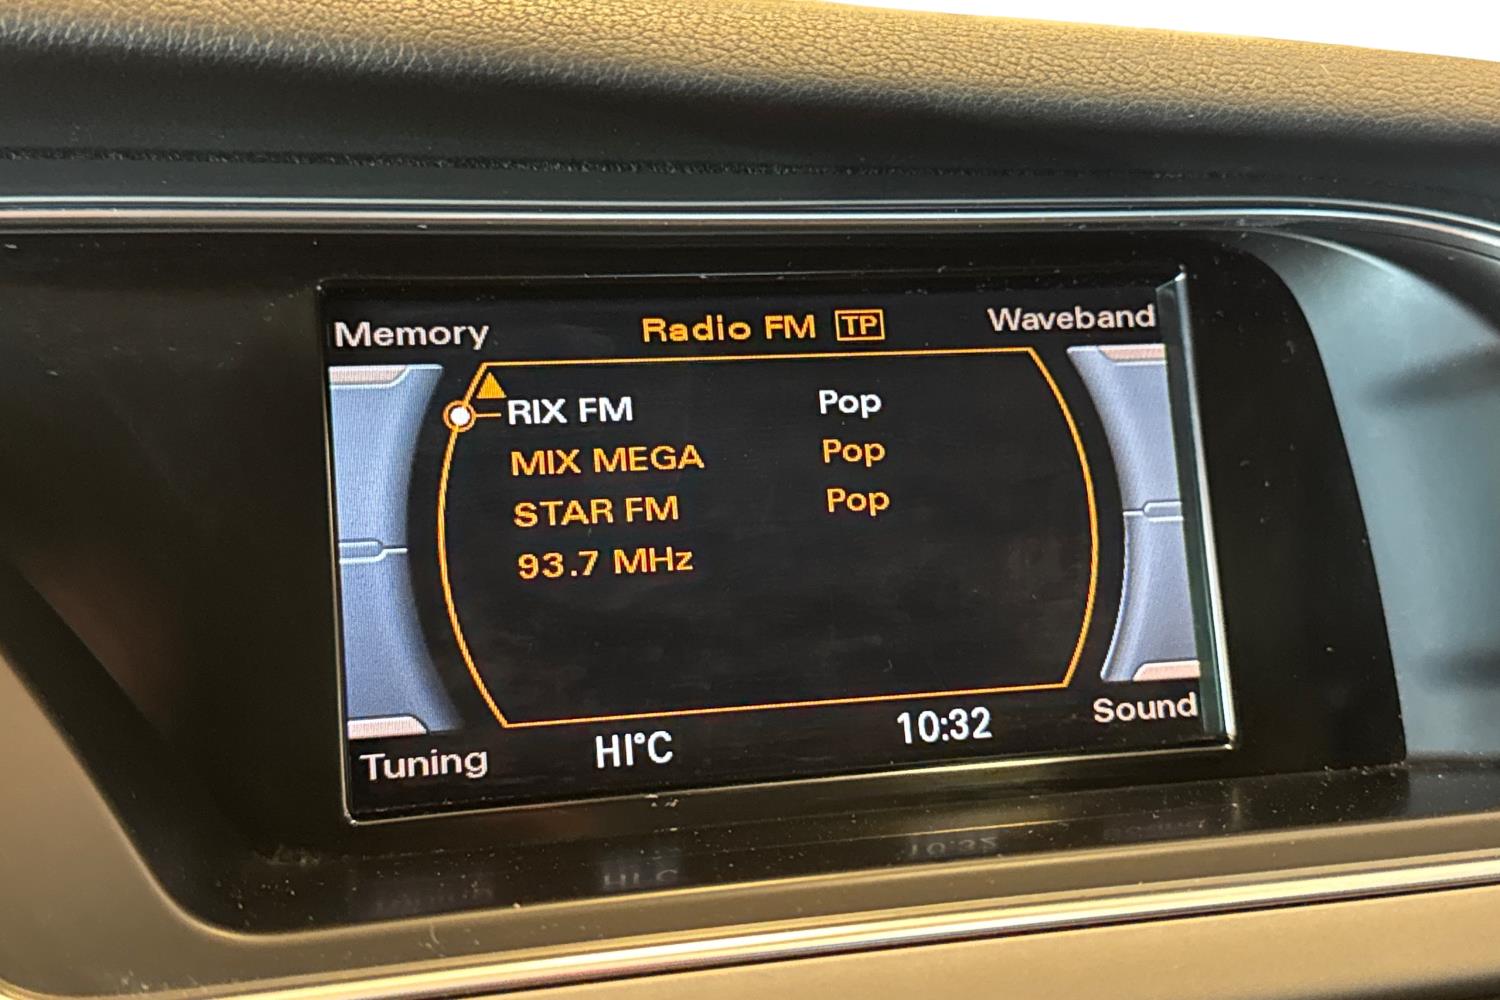 Memory
Radio FM TP
Waveband
RIX FM Pop
MIX MEGA Pop
STAR FM Pop
93.7 MHz
Tuning
HI°C
10:32
Sound